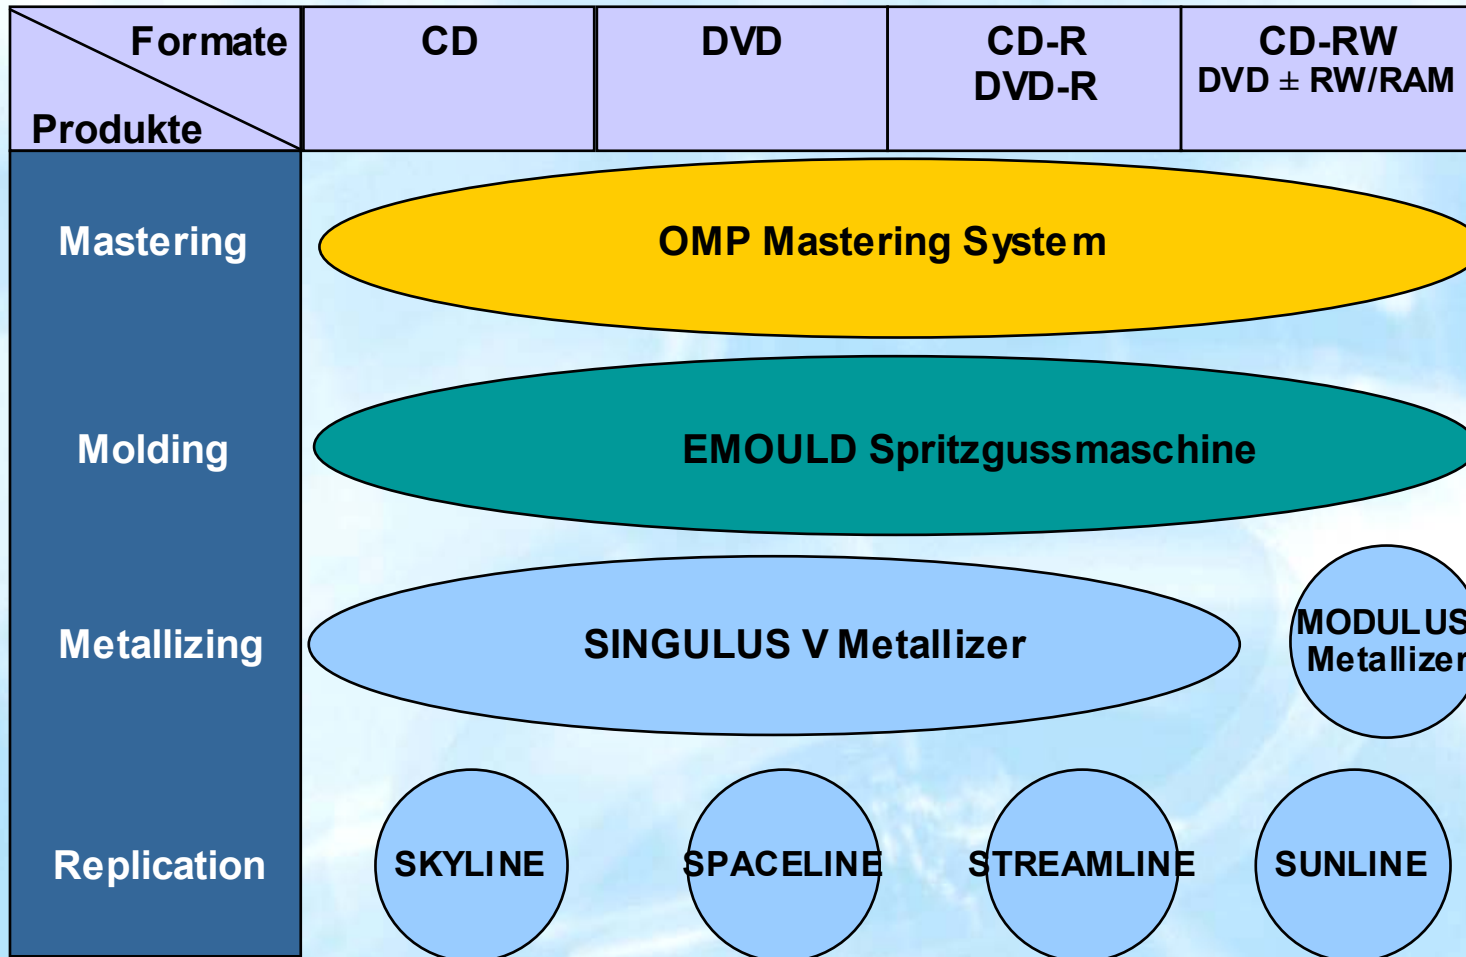 Formate
Produkte
CD
DVD
CD-R
DVD-R
CD-RW
DVD ± RW/RAM
Mastering
OMP Mastering System
Molding
EMOULD Spritzgussmaschine
Metallizing
SINGULUS V Metallizer
MODULUS
Metallizer
Replication
SKYLINE
SPACELINE
STREAMLINE
SUNLINE